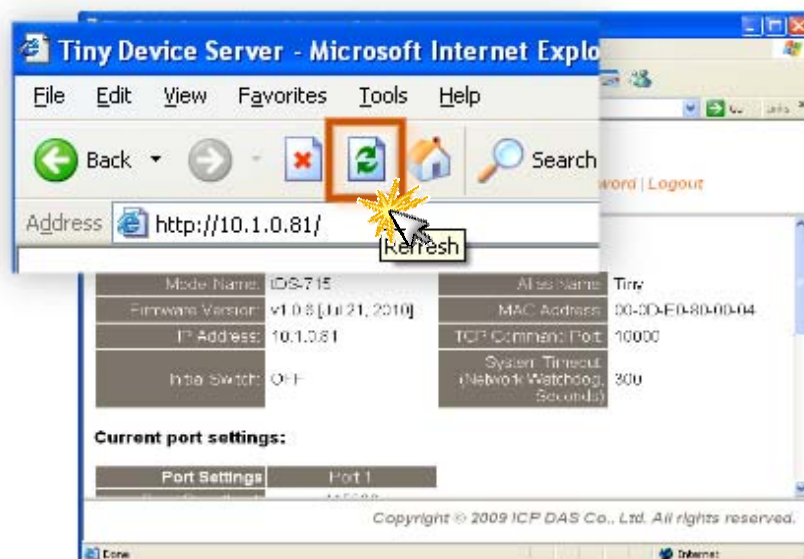 Tiny Device Server - Microsoft Internet Explo
File Edit View Favorites Tools Help
Back Search
Address http://10.1.0.81/
Refresh
word | Logout
Model Name: tDS-715 Alias Name: Tiny
Firmware Version: v1.0.6 [Jul 21, 2010] MAC Address: 00-0D-E0-80-00-04
IP Address: 10.1.0.81 TCP Command Port: 10000
Initial Switch: OFF System Timeout (Network Watchdog, Seconds): 300
Current port settings:
Port Settings Port 1
Copyright © 2009 ICP DAS Co., Ltd. All rights reserved.
Done Internet